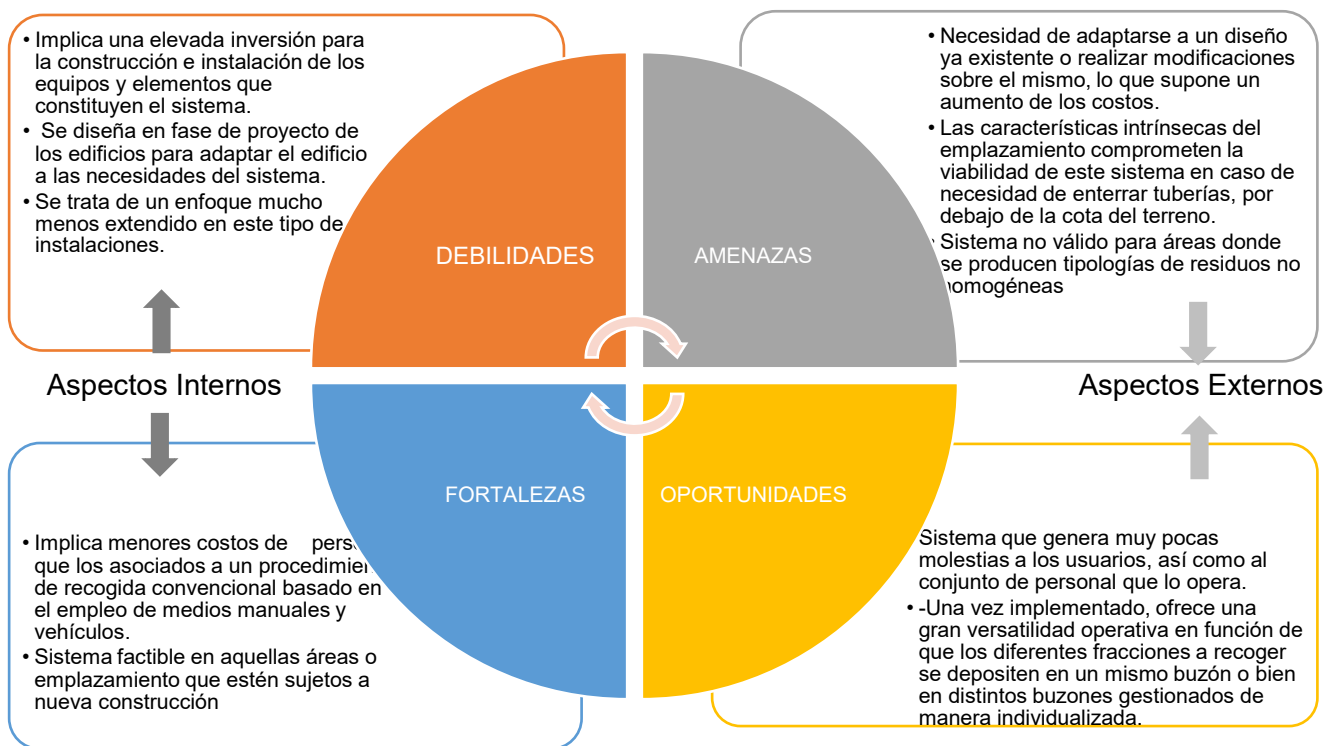 • Implica una elevada inversión para
la construcción e instalación de los
equipos y elementos que
constituyen el sistema.
• Se diseña en fase de proyecto de
los edificios para adaptar el edificio
a las necesidades del sistema.
• Se trata de un enfoque mucho
menos extendido en este tipo de
instalaciones.
DEBILIDADES
AMENAZAS
• Necesidad de adaptarse a un diseño
ya existente o realizar modificaciones
sobre el mismo, lo que supone un
aumento de los costos.
• Las características intrínsecas del
emplazamiento comprometen la
viabilidad de este sistema en caso de
necesidad de enterrar tuberías, por
debajo de la cota del terreno.
• Sistema no válido para áreas donde
se producen tipologías de residuos no
homogéneas
Aspectos Internos
Aspectos Externos
FORTALEZAS
OPORTUNIDADES
• Implica menores costos de
que los asociados a un
de recogida convencional basado en
el empleo de medios manuales y
vehículos.
• Sistema factible en aquellas áreas o
emplazamiento que estén sujetos a
nueva construcción
Sistema que genera muy pocas
molestias a los usuarios, así como al
conjunto de personal que lo opera.
• -Una vez implementado, ofrece una
gran versatilidad operativa en función de
que los diferentes fracciones a recoger
se depositen en un mismo buzón o bien
en distintos buzones gestionados de
manera individualizada.